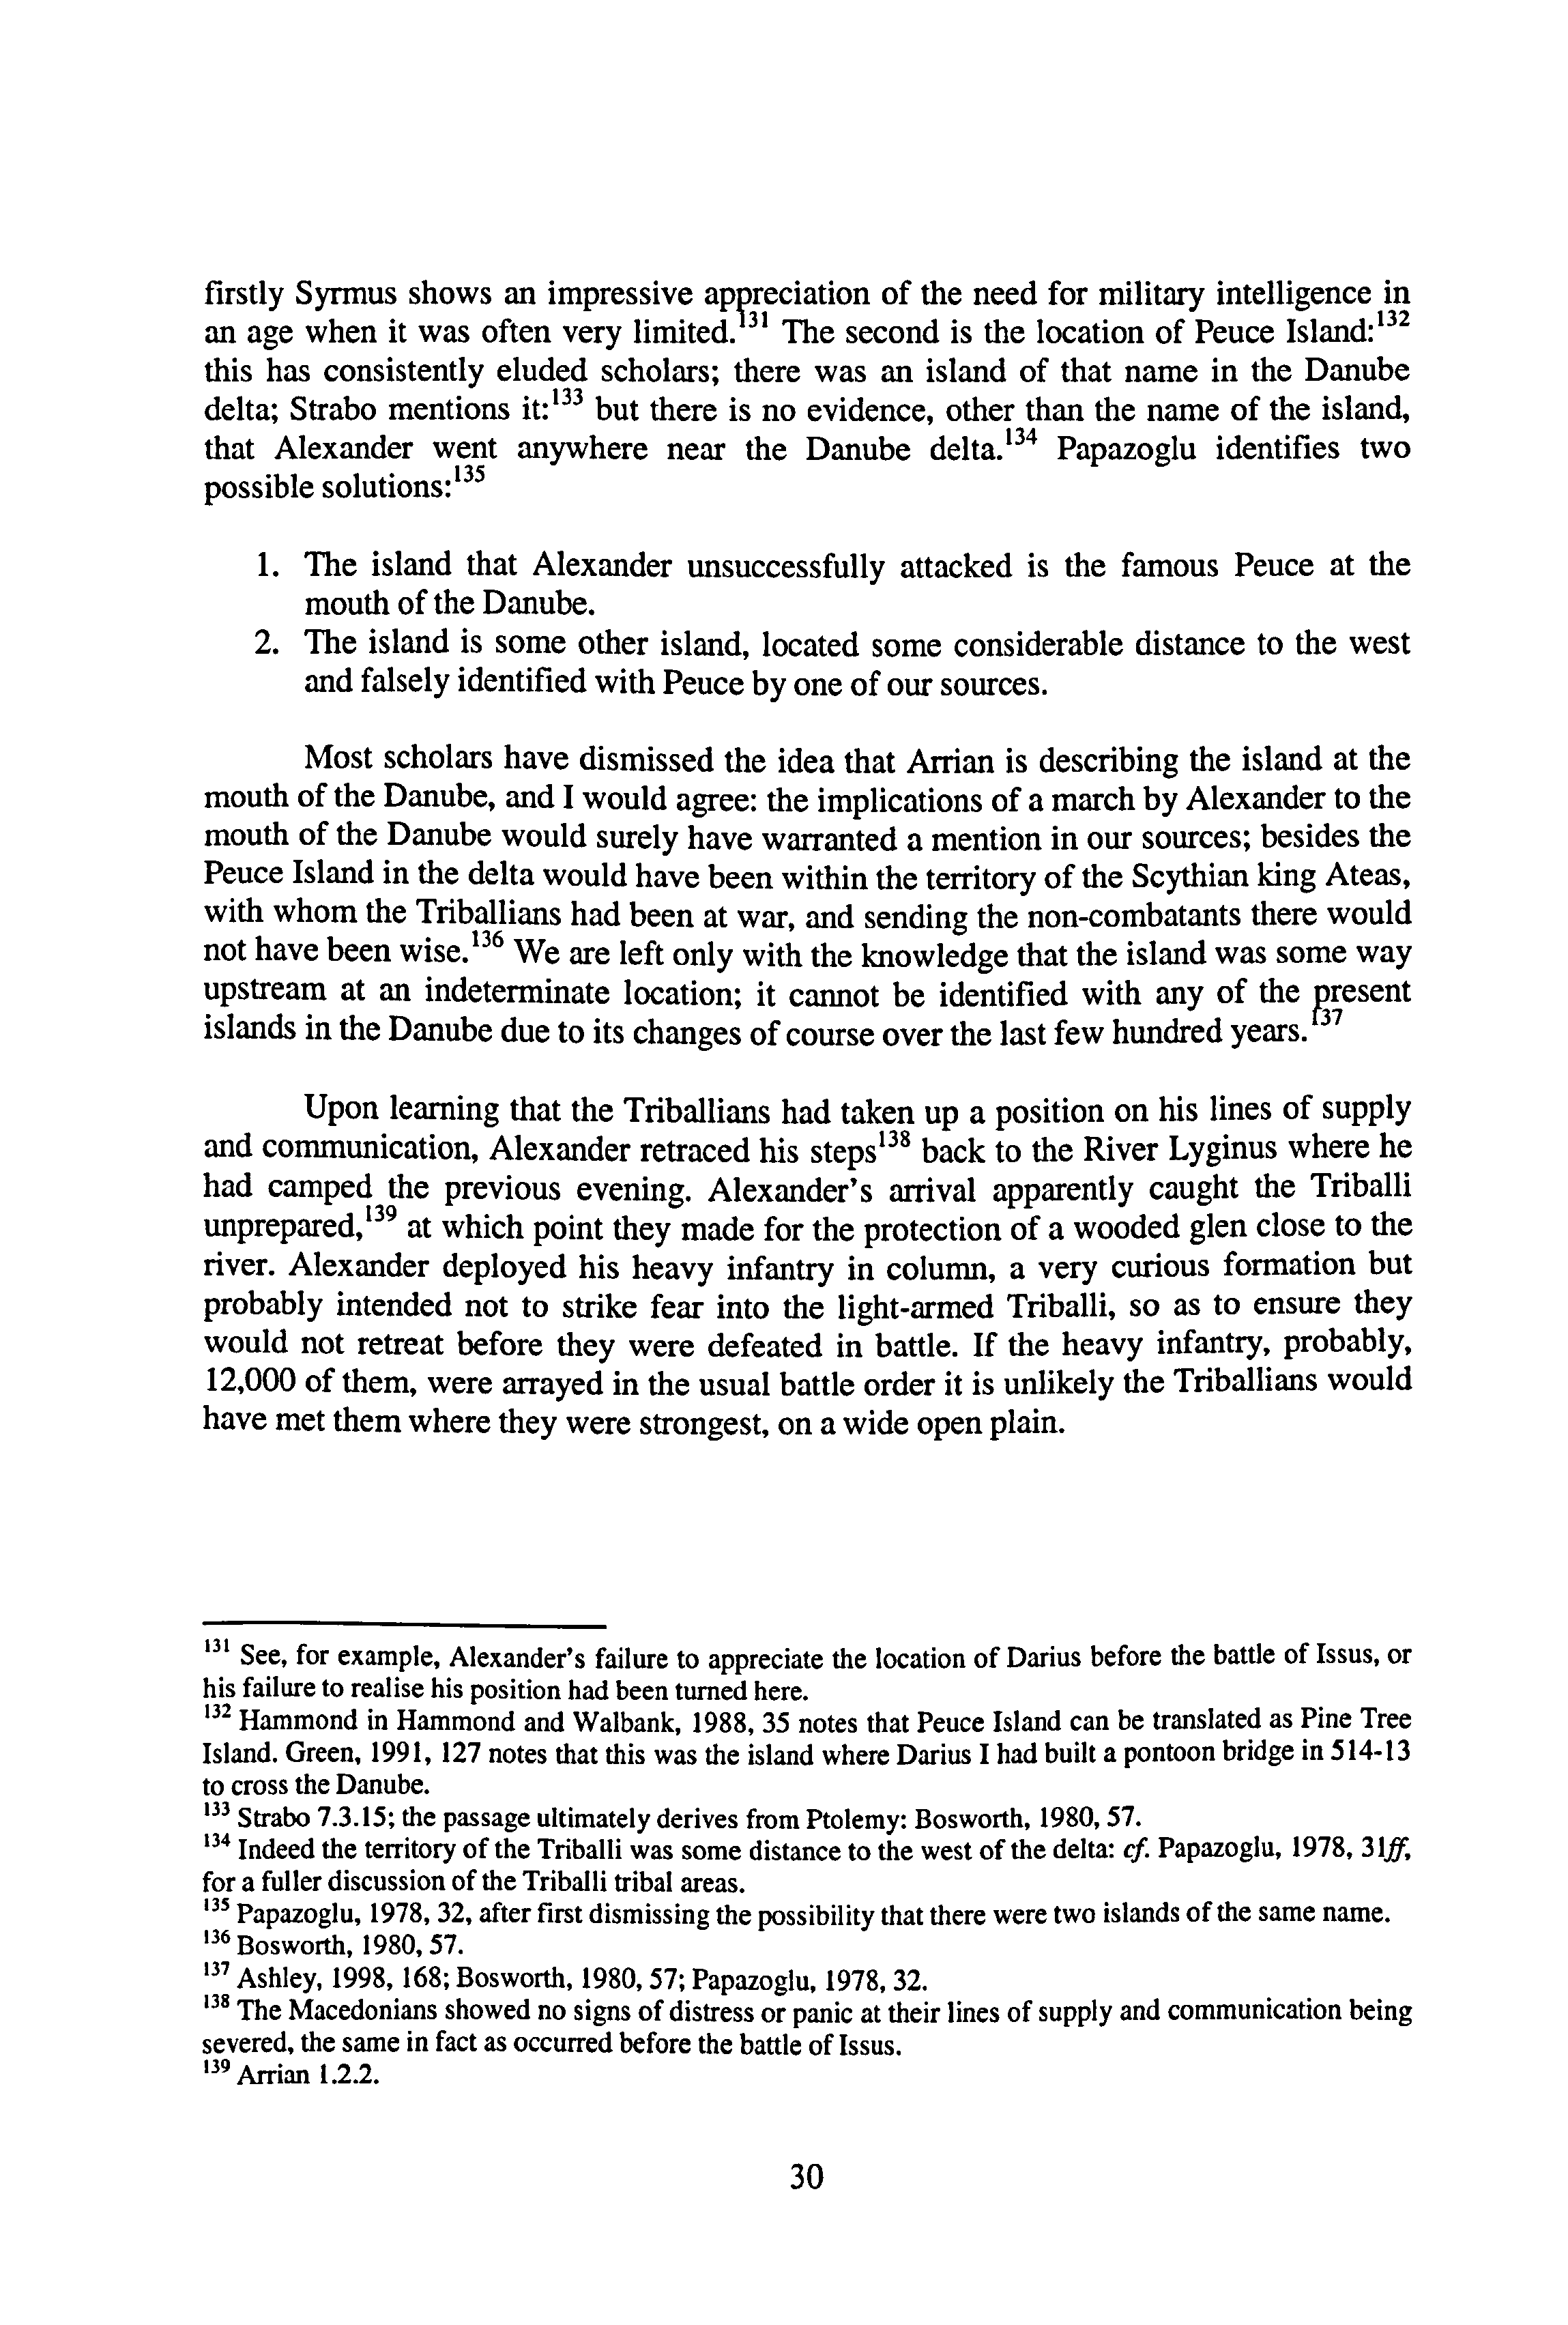 firstly Syrmus shows an impressive appreciation of the need for military intelligence in
an age when it was often very limited.¹³¹ The second is the location of Peuce Island:¹³²
this has consistently eluded scholars; there was an island of that name in the Danube
delta; Strabo mentions it:¹³³ but there is no evidence, other than the name of the island,
that Alexander went anywhere near the Danube delta.¹³⁴ Papazoglu identifies two
possible solutions:¹³⁵
1. The island that Alexander unsuccessfully attacked is the famous Peuce at the
mouth of the Danube.
2. The island is some other island, located some considerable distance to the west
and falsely identified with Peuce by one of our sources.
Most scholars have dismissed the idea that Arrian is describing the island at the
mouth of the Danube, and I would agree: the implications of a march by Alexander to the
mouth of the Danube would surely have warranted a mention in our sources; besides the
Peuce Island in the delta would have been within the territory of the Scythian king Ateas,
with whom the Triballians had been at war, and sending the non-combatants there would
not have been wise.¹³⁶ We are left only with the knowledge that the island was some way
upstream at an indeterminate location; it cannot be identified with any of the present
islands in the Danube due to its changes of course over the last few hundred years.¹³⁷
Upon learning that the Triballians had taken up a position on his lines of supply
and communication, Alexander retraced his steps¹³⁸ back to the River Lyginus where he
had camped the previous evening. Alexander's arrival apparently caught the Triballi
unprepared,¹³⁹ at which point they made for the protection of a wooded glen close to the
river. Alexander deployed his heavy infantry in column, a very curious formation but
probably intended not to strike fear into the light-armed Triballi, so as to ensure they
would not retreat before they were defeated in battle. If the heavy infantry, probably,
12,000 of them, were arrayed in the usual battle order it is unlikely the Triballians would
have met them where they were strongest, on a wide open plain.
¹³¹ See, for example, Alexander's failure to appreciate the location of Darius before the battle of Issus, or
his failure to realise his position had been turned here.
¹³² Hammond in Hammond and Walbank, 1988, 35 notes that Peuce Island can be translated as Pine Tree
Island. Green, 1991, 127 notes that this was the island where Darius I had built a pontoon bridge in 514-13
to cross the Danube.
¹³³ Strabo 7.3.15; the passage ultimately derives from Ptolemy: Bosworth, 1980, 57.
¹³⁴ Indeed the territory of the Triballi was some distance to the west of the delta: cf. Papazoglu, 1978, 31ff,
for a fuller discussion of the Triballi tribal areas.
¹³⁵ Papazoglu, 1978, 32, after first dismissing the possibility that there were two islands of the same name.
¹³⁶ Bosworth, 1980, 57.
¹³⁷ Ashley, 1998, 168; Bosworth, 1980, 57; Papazoglu, 1978, 32.
¹³⁸ The Macedonians showed no signs of distress or panic at their lines of supply and communication being
severed, the same in fact as occurred before the battle of Issus.
¹³⁹ Arrian 1.2.2.
30